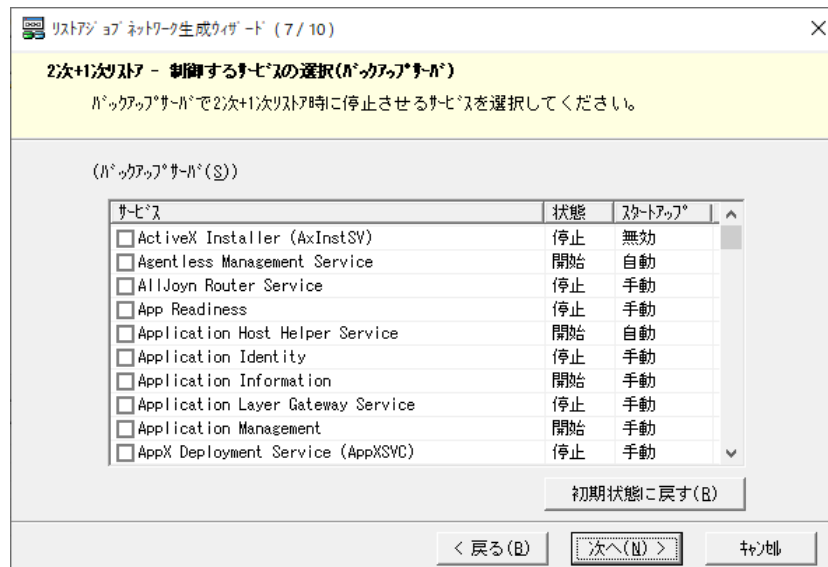 ﾘｽﾄｱｼﾞｮﾌﾞﾈｯﾄﾜｰｸ生成ｳｨｻﾞｰﾄﾞ ( 7 / 10 )
2次+1次ﾘｽﾄｱ - 制御するｻｰﾋﾞｽの選択(ﾊﾞｯｸｱｯﾌﾟｻｰﾊﾞ)
ﾊﾞｯｸｱｯﾌﾟｻｰﾊﾞで2次+1次ﾘｽﾄｱ時に停止させるｻｰﾋﾞｽを選択してください。
(ﾊﾞｯｸｱｯﾌﾟｻｰﾊﾞ(S))
ｻｰﾋﾞｽ 状態 ｽﾀｰﾄｱｯﾌﾟ
ActiveX Installer (AxInstSV) 停止 無効
Agentless Management Service 開始 自動
AllJoyn Router Service 停止 手動
App Readiness 停止 手動
Application Host Helper Service 開始 自動
Application Identity 停止 手動
Application Information 開始 手動
Application Layer Gateway Service 停止 手動
Application Management 開始 手動
AppX Deployment Service (AppXSVC) 停止 手動
初期状態に戻す(R)
< 戻る(B) 次へ(N) > ｷｬﾝｾﾙ